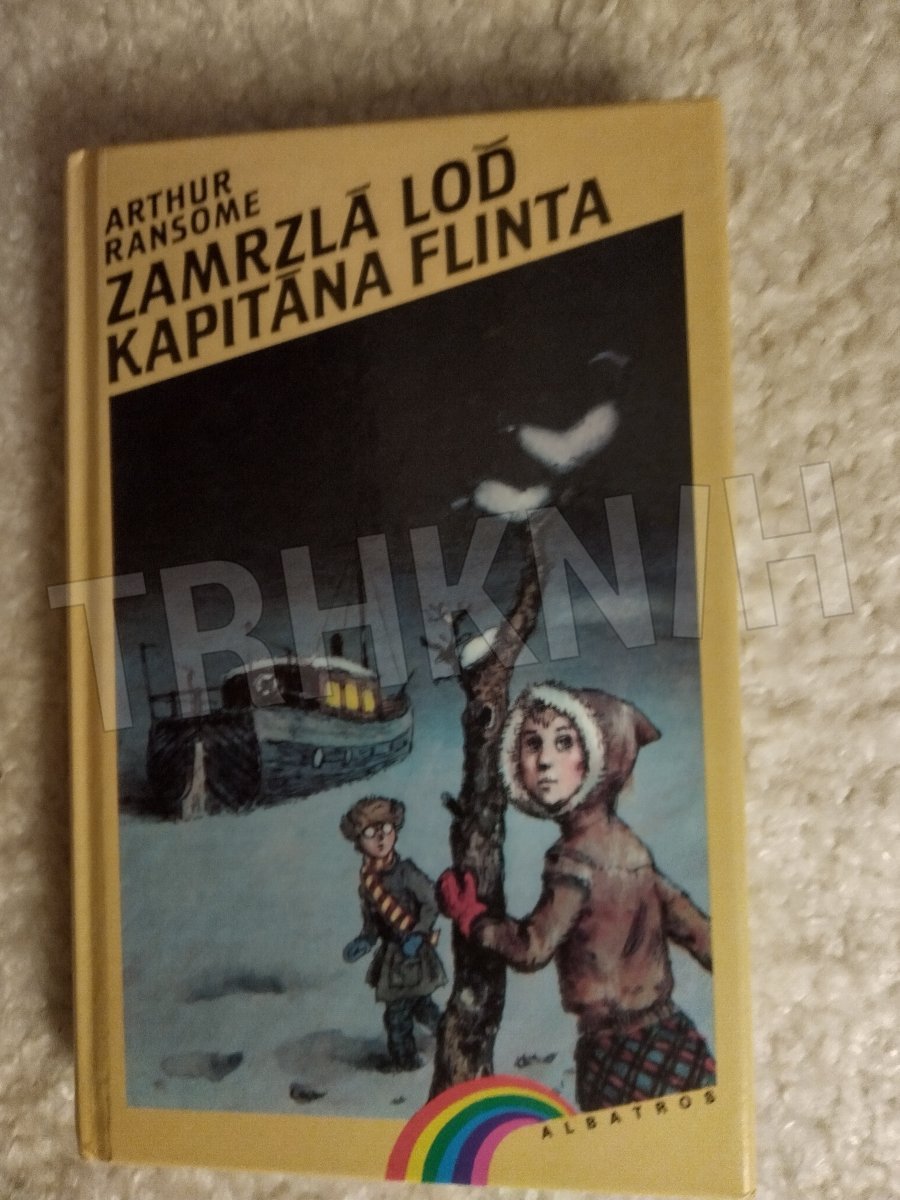 ARTHUR
RANSOME
ZAMRZLÁ LOĎ
KAPITÁNA FLINTA
TRHKNIH
ALBATROS